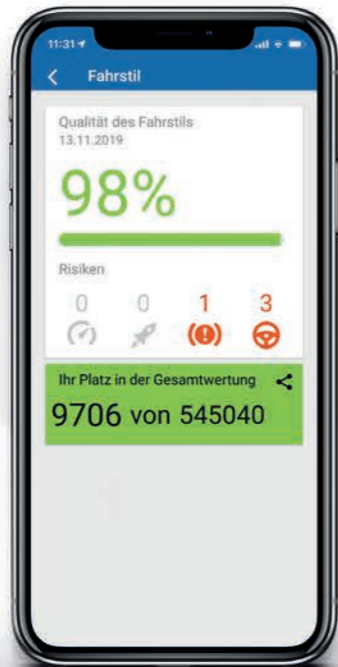 11:31
Fahrstil
Qualität des Fahrstils
13.11.2019
98%
Risiken
0 0 1 3
Ihr Platz in der Gesamtwertung
9706 von 545040